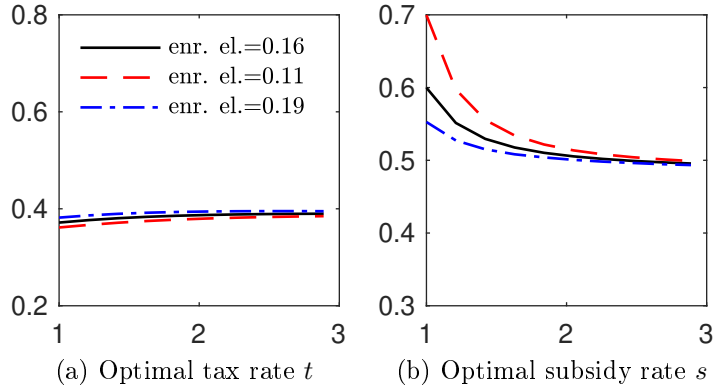 0.8
0.6
0.4
0.2
enr. el.=0.16
enr. el.=0.11
enr. el.=0.19
1 2 3
(a) Optimal tax rate t
0.7
0.6
0.5
0.4
0.3
1 2 3
(b) Optimal subsidy rate s